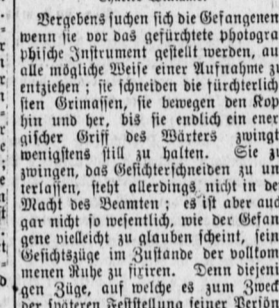 Vergebens suchen sich die Gefangenen
wenn sie vor das gefürchtete photogra
phische Instrument gestellt werden, au
alle mögliche Weise einer Aufnahme zu
entziehen; sie schneiden die fürchterlich
sten Grimassen, sie bewegen den Kop
hin und her, bis sie endlich ein ener
gischer Griff des Wärters zwingt
wenigstens still zu halten. Sie z
zwingen, das Gesichterschneiden zu un
terlassen, steht allerdings nicht in de
Macht des Beamten; es ist aber auch
gar nicht so wesentlich, wie der Gefan
gene vielleicht zu glauben scheint, sein
Gesichtszüge im Zustande der vollkom
menen Ruhe zu fixiren. Denn diejeni
gen Züge, auf welche es zum Zwe
der späteren Feststellung seiner